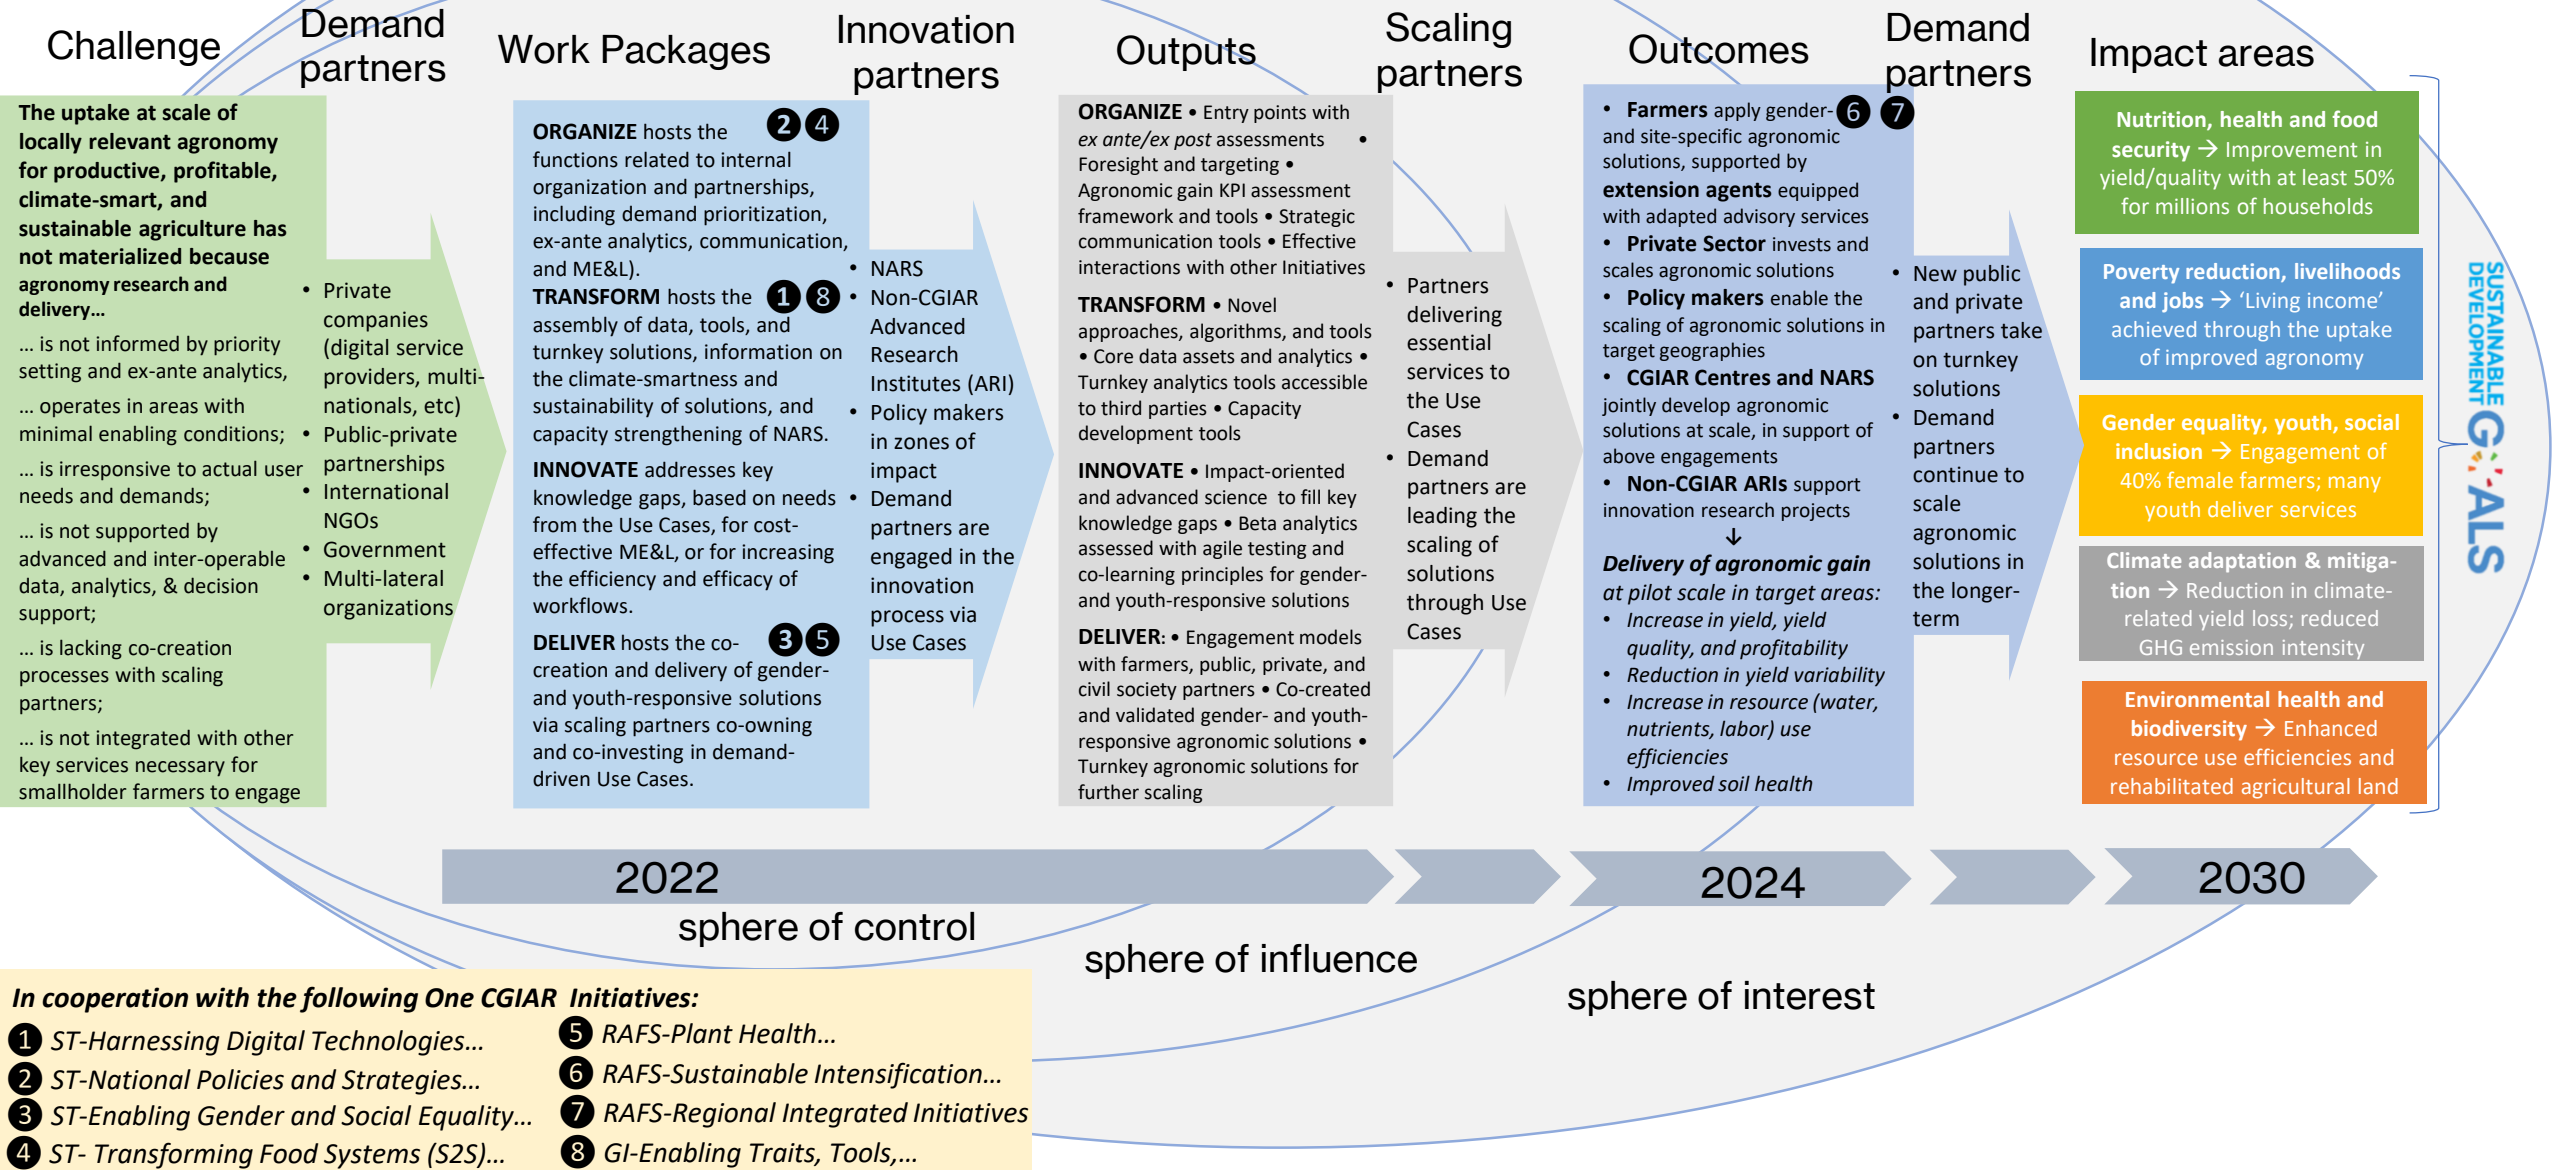 Challenge
The uptake at scale of
locally relevant agronomy
for productive, profitable,
climate-smart, and
sustainable agriculture has
not materialized because
agronomy research and
delivery...
... is not informed by priority
setting and ex-ante analytics,
... operates in areas with
minimal enabling conditions;
... is irresponsive to actual user
needs and demands;
... is not supported by
advanced and inter-operable
data, analytics, & decision
support;
... is lacking co-creation
processes with scaling
partners;
... is not integrated with other
key services necessary for
smallholder farmers to engage
Demand
partners
• Private
companies
(digital service
providers, multi-
nationals, etc)
• Public-private
partnerships
• International
NGOs
• Government
• Multi-lateral
organizations
Work Packages
ORGANIZE hosts the ❷ ❹
functions related to internal
organization and partnerships,
including demand prioritization,
ex-ante analytics, communication,
and ME&L).
TRANSFORM hosts the ❶ ❽
assembly of data, tools, and
turnkey solutions, information on
the climate-smartness and
sustainability of solutions, and
capacity strengthening of NARS.
INNOVATE addresses key
knowledge gaps, based on needs
from the Use Cases, for cost-
effective ME&L, or for increasing
the efficiency and efficacy of
workflows.
DELIVER hosts the co- ❸ ❺
creation and delivery of gender-
and youth-responsive solutions
via scaling partners co-owning
and co-investing in demand-
driven Use Cases.
Innovation
partners
• NARS
• Non-CGIAR
Advanced
Research
Institutes (ARI)
• Policy makers
in zones of
impact
• Demand
partners are
engaged in the
innovation
process via
Use Cases
Outputs
ORGANIZE • Entry points with
ex ante/ex post assessments •
Foresight and targeting •
Agronomic gain KPI assessment
framework and tools • Strategic
communication tools • Effective
interactions with other Initiatives
TRANSFORM • Novel
approaches, algorithms, and tools
• Core data assets and analytics •
Turnkey analytics tools accessible
to third parties • Capacity
development tools
INNOVATE • Impact-oriented
and advanced science to fill key
knowledge gaps • Beta analytics
assessed with agile testing and
co-learning principles for gender-
and youth-responsive solutions
DELIVER: • Engagement models
with farmers, public, private, and
civil society partners • Co-created
and validated gender- and youth-
responsive agronomic solutions •
Turnkey agronomic solutions for
further scaling
Scaling
partners
• Partners
delivering
essential
services to
the Use
Cases
• Demand
partners are
leading the
scaling of
solutions
through Use
Cases
Outcomes
• Farmers apply gender- ❻ ❼
and site-specific agronomic
solutions, supported by
extension agents equipped
with adapted advisory services
• Private Sector invests and
scales agronomic solutions
• Policy makers enable the
scaling of agronomic solutions in
target geographies
• CGIAR Centres and NARS
jointly develop agronomic
solutions at scale, in support of
above engagements
• Non-CGIAR ARIs support
innovation research projects
↓
Delivery of agronomic gain
at pilot scale in target areas:
• Increase in yield, yield
quality, and profitability
• Reduction in yield variability
• Increase in resource (water,
nutrients, labor) use
efficiencies
• Improved soil health
Demand
partners
• New public
and private
partners take
on turnkey
solutions
• Demand
partners
continue to
scale
agronomic
solutions in
the longer-
term
Impact areas
Nutrition, health and food
security → Improvement in
yield/quality with at least 50%
for millions of households
Poverty reduction, livelihoods
and jobs → ‘Living income’
achieved through the uptake
of improved agronomy
Gender equality, youth, social
inclusion → Engagement of
40% female farmers; many
youth deliver services
Climate adaptation & mitiga-
tion → Reduction in climate-
related yield loss; reduced
GHG emission intensity
Environmental health and
biodiversity → Enhanced
resource use efficiencies and
rehabilitated agricultural land
SUSTAINABLE
DEVELOPMENT
GOALS
2022
2024
2030
sphere of control
sphere of influence
sphere of interest
In cooperation with the following One CGIAR Initiatives:
❶ ST-Harnessing Digital Technologies...
❷ ST-National Policies and Strategies...
❸ ST-Enabling Gender and Social Equality...
❹ ST- Transforming Food Systems (S2S)...
❺ RAFS-Plant Health...
❻ RAFS-Sustainable Intensification...
❼ RAFS-Regional Integrated Initiatives
❽ GI-Enabling Traits, Tools,...